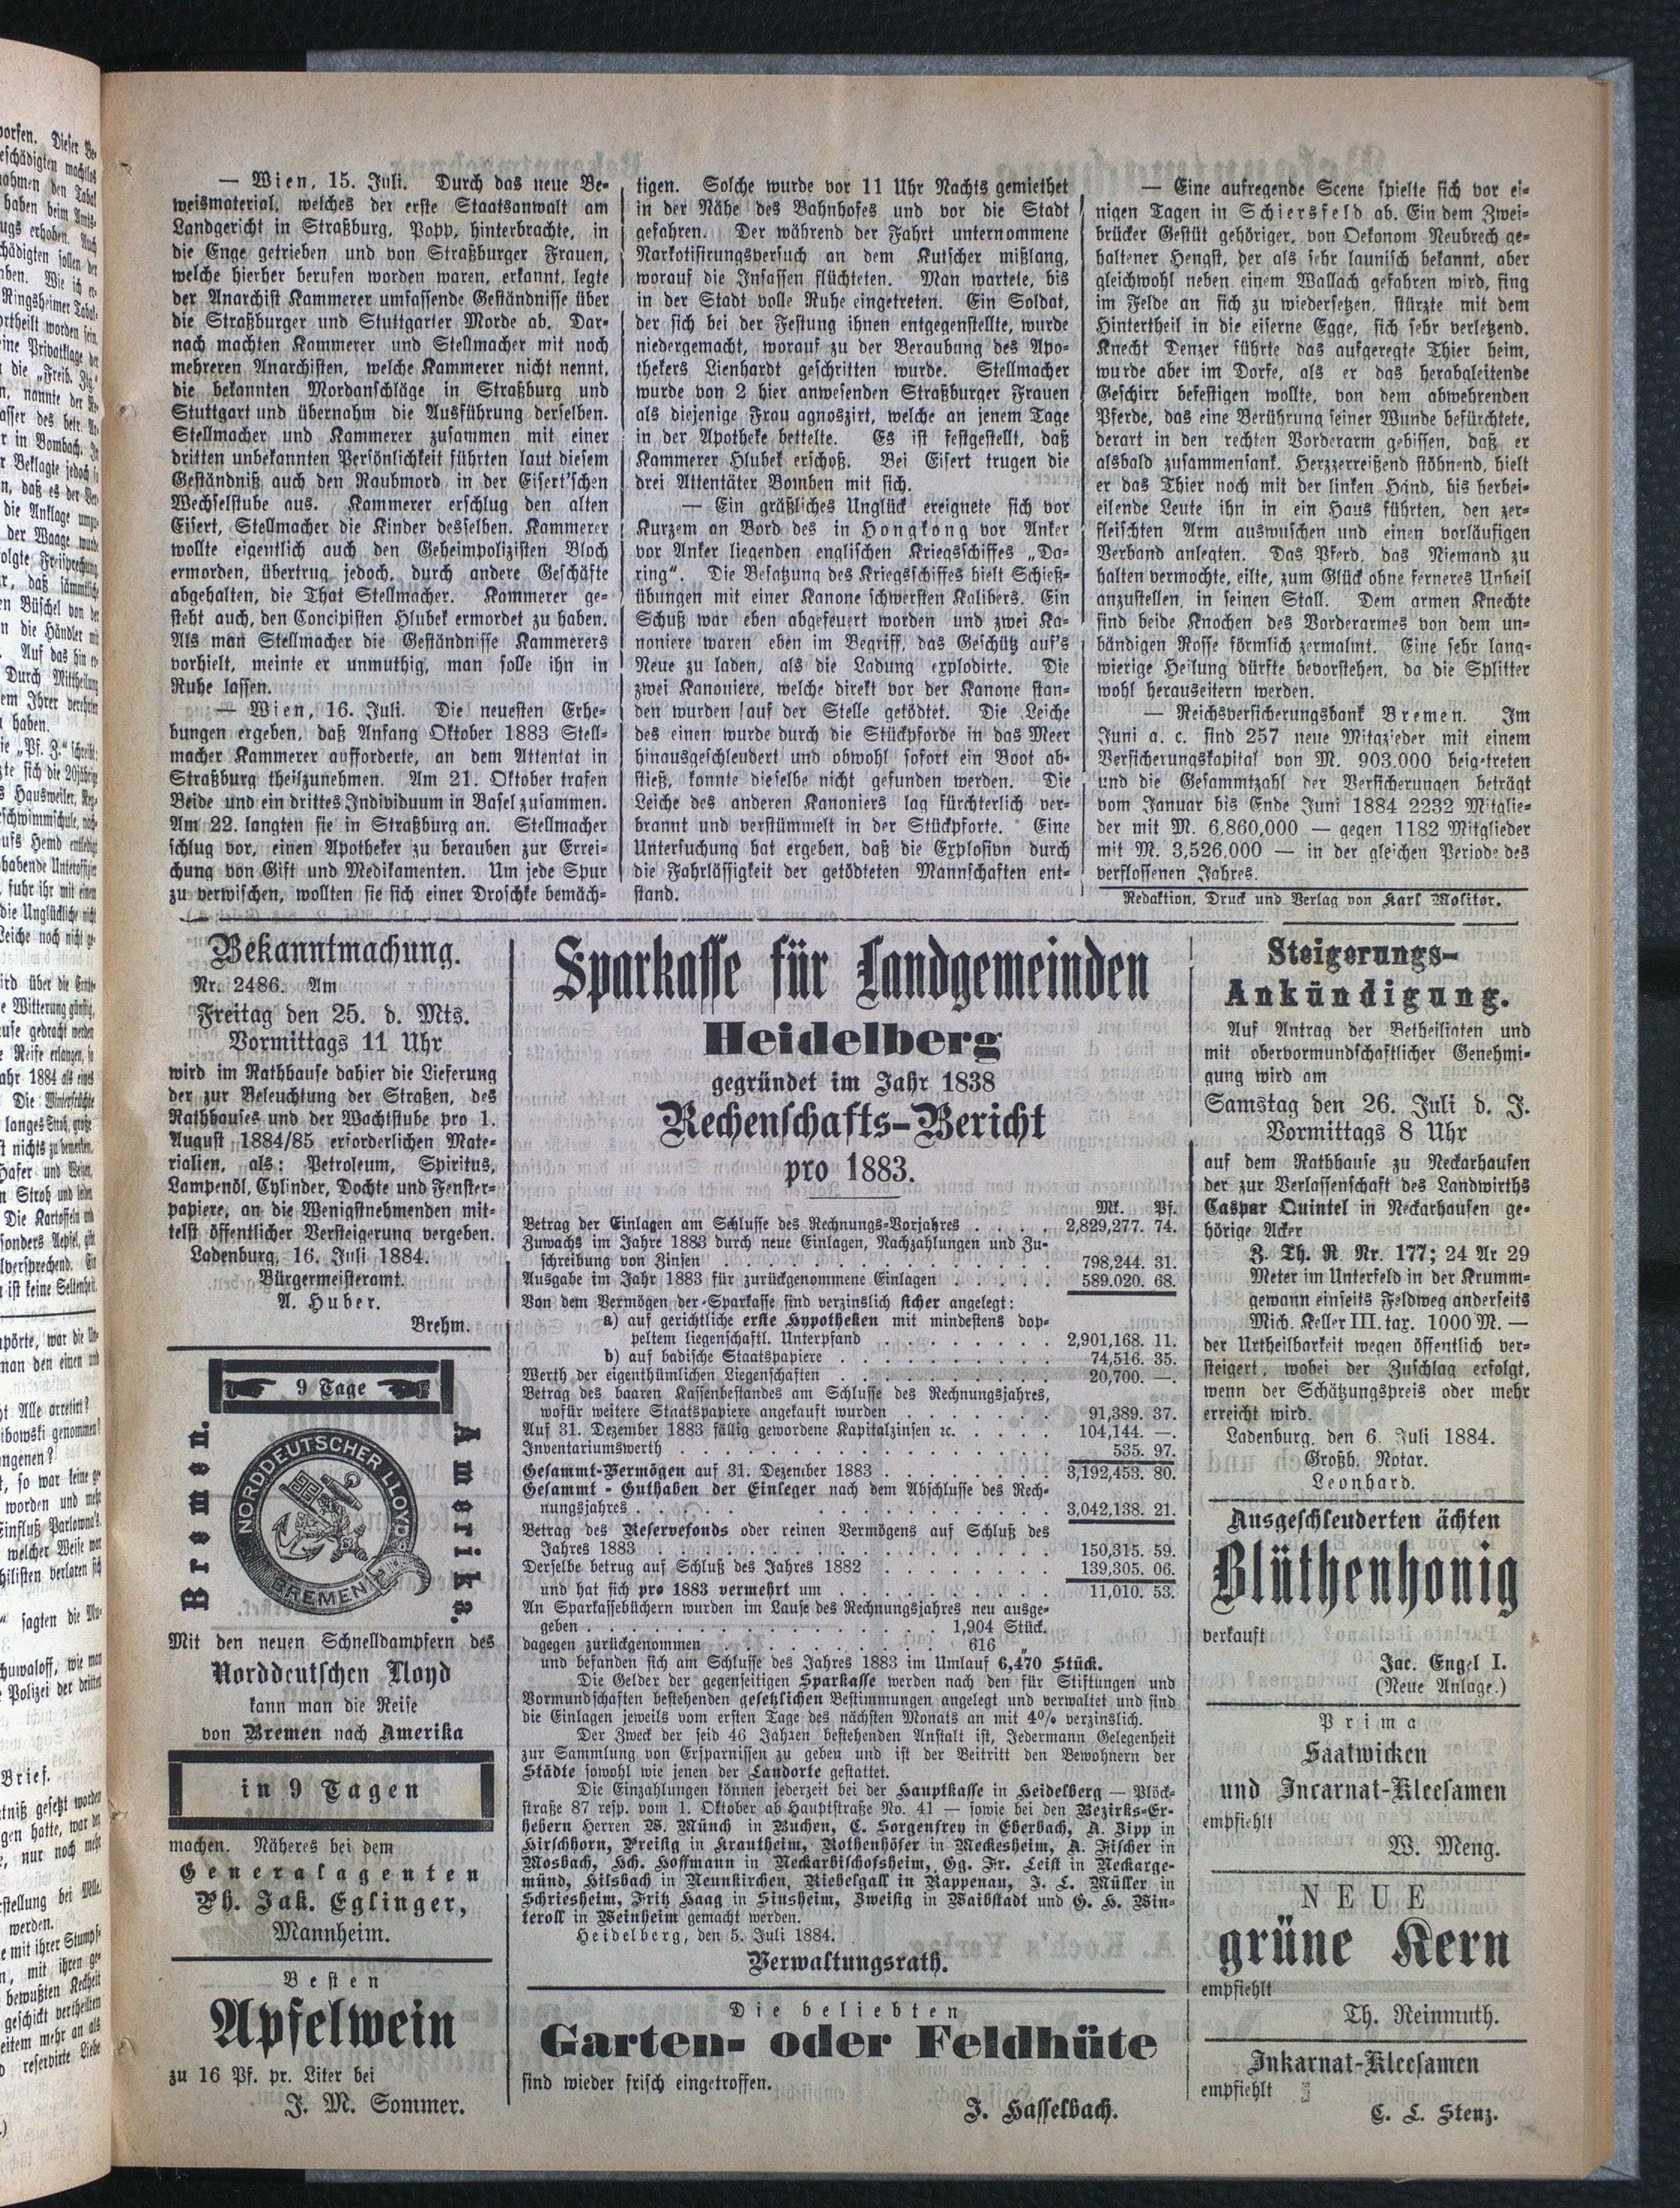 — Wien, 15. Juli. Durch das neue Be-
weismaterial, welches der erste Staatsanwalt am
Landgericht in Straßburg, Popp, hinterbrachte, in
die Enge getrieben und von Straßburger Frauen,
welche hierher berufen worden waren, erkannt, legte
der Anarchist Kammerer umfassende Geständnisse über
die Straßburger und Stuttgarter Morde ab. Dar-
nach machten Kammerer und Stellmacher mit noch
mehreren Anarchisten, welche Kammerer nicht nennt,
die bekannten Mordanschläge in Straßburg und
Stuttgart und übernahm die Ausführung derselben.
Stellmacher und Kammerer zusammen mit einer
dritten unbekannten Persönlichkeit führten laut diesem
Geständniß auch den Raubmord in der Eisert'schen
Wechselstube aus. Kammerer erschlug den alten
Eisert, Stellmacher die Kinder desselben. Kammerer
wollte eigentlich auch den Geheimpolizisten Bloch
ermorden, übertrug jedoch, durch andere Geschäfte
abgehalten, die That Stellmacher. Kammerer ge-
steht auch, den Concipisten Hlubek ermordet zu haben.
Als man Stellmacher die Geständnisse Kammerers
vorhielt, meinte er unmuthig, man solle ihn in
Ruhe lassen.
— Wien, 16. Juli. Die neuesten Erhe-
bungen ergeben, daß Anfang Oktober 1883 Stell-
macher Kammerer aufforderte, an dem Attentat in
Straßburg theilzunehmen. Am 21. Oktober trafen
Beide und ein drittes Individuum in Basel zusammen.
Am 22. langten sie in Straßburg an. Stellmacher
schlug vor, einen Apotheker zu berauben zur Errei-
chung von Gift und Medikamenten. Um jede Spur
zu verwischen, wollten sie sich einer Droschke bemäch-
tigen. Solche wurde vor 11 Uhr Nachts gemiethet
in der Nähe des Bahnhofes und vor die Stadt
gefahren. Der während der Fahrt unternommene
Narkotisirungsversuch an dem Kutscher mißlang,
worauf die Insassen flüchteten. Man wartete, bis
in der Stadt volle Ruhe eingetreten. Ein Soldat,
der sich bei der Festung ihnen entgegenstellte, wurde
niedergemacht, worauf zu der Beraubung des Apo-
thekers Lienhardt geschritten wurde. Stellmacher
wurde von 2 hier anwesenden Straßburger Frauen
als diejenige Frau agnoszirt, welche an jenem Tage
in der Apotheke bettelte. Es ist festgestellt, daß
Kammerer Hlubek erschoß. Bei Eisert trugen die
drei Attentäter Bomben mit sich.
— Ein gräßliches Unglück ereignete sich vor
Kurzem an Bord des in Hongkong vor Anker
vor Anker liegenden englischen Kriegsschiffes „Da-
ring“. Die Besatzung des Kriegsschiffes hielt Schieß-
übungen mit einer Kanone schwersten Kalibers. Ein
Schuß war eben abgefeuert worden und zwei Ka-
noniere waren eben im Begriff, das Geschütz auf's
Neue zu laden, als die Ladung explodirte. Die
zwei Kanoniere, welche direkt vor der Kanone stan-
den wurden auf der Stelle getödtet. Die Leiche
des einen wurde durch die Stückpforde in das Meer
hinausgeschleudert und obwohl sofort ein Boot ab-
stieß, konnte dieselbe nicht gefunden werden. Die
Leiche des anderen Kanoniers lag fürchterlich ver-
brannt und verstümmelt in der Stückpforte. Eine
Untersuchung hat ergeben, daß die Explosion durch
die Fahrlässigkeit der getödteten Mannschaften ent-
stand.
— Eine aufregende Scene spielte sich vor ei-
nigen Tagen in Schiersfeld ab. Ein dem Zwei-
brücker Gestüt gehöriger, von Oekonom Neubrech ge-
haltener Hengst, der als sehr launisch bekannt, aber
gleichwohl neben einem Wallach gefahren wird, fing
im Felde an sich zu wiedersetzen, stürzte mit dem
Hintertheil in die eiserne Egge, sich sehr verletzend.
Knecht Denzer führte das aufgeregte Thier heim,
wurde aber im Dorfe, als er das herabgleitende
Geschirr befestigen wollte, von dem abwehrenden
Pferde, das eine Berührung seiner Wunde befürchtete,
derart in den rechten Vorderarm gebissen, daß er
alsbald zusammensank. Herzzerreißend stöhnend, hielt
er das Thier noch mit der linken Hand, bis herbei-
eilende Leute ihn in ein Haus führten, den zer-
fleischten Arm auswuschen und einen vorläufigen
Verband anlegten. Das Pferd, das Niemand zu
halten vermochte, eilte, zum Glück ohne ferneres Unheil
anzustellen, in seinen Stall. Dem armen Knechte
sind beide Knochen des Vorderarmes von dem un-
bändigen Rosse förmlich zermalmt. Eine sehr lang-
wierige Heilung dürfte bevorstehen, da die Splitter
wohl herauseitern werden.
— Reichsversicherungsbank Bremen. Im
Juni a. c. sind 257 neue Mitglieder mit einem
Versicherungskapital von M. 903.000 beigetreten
und die Gesammtzahl der Versicherungen beträgt
vom Januar bis Ende Juni 1884 2232 Mitglie-
der mit M. 6,860,000 — gegen 1182 Mitglieder
mit M. 3,526,000 — in der gleichen Periode des
verflossenen Jahres.
Redaktion, Druck und Verlag von Karl Molitor.
Bekanntmachung.
Nr. 2486. Am
Freitag den 25. d. Mts.
Vormittags 11 Uhr
wird im Rathhause dahier die Lieferung
der zur Beleuchtung der Straßen, des
Rathhauses und der Wachtstube pro 1.
August 1884/85 erforderlichen Mate-
rialien, als: Petroleum, Spiritus,
Lampenöl, Cylinder, Dochte und Fenster-
papiere, an die Wenigstnehmenden mit-
telst öffentlicher Versteigerung vergeben.
Ladenburg, 16. Juli 1884.
Bürgermeisteramt.
A. Huber.
Brehm.
9 Tage
Bremen.
Amerika.
NORDDEUTSCHER LLOYD
BREMEN
Mit den neuen Schnelldampfern des
Norddeutschen Lloyd
kann man die Reise
von Bremen nach Amerika
in 9 Tagen
machen. Näheres bei dem
Generalagenten
Ph. Jak. Eglinger,
Mannheim.
Besten
Apfelwein
zu 16 Pf. pr. Liter bei
J. M. Sommer.
Sparkasse für Landgemeinden
Heidelberg
gegründet im Jahr 1838
Rechenschafts-Bericht
pro 1883.
Mk. Pf.
Betrag der Einlagen am Schlusse des Rechnungs-Vorjahres . . . . 2,829,277. 74.
Zuwachs im Jahre 1883 durch neue Einlagen, Nachzahlungen und Zu-
schreibung von Zinsen . . . . 798,244. 31.
Ausgabe im Jahr 1883 für zurückgenommene Einlagen . . . . 589.020. 68.
Von dem Vermögen der Sparkasse sind verzinslich sicher angelegt:
a) auf gerichtliche erste Hypotheken mit mindestens dop-
peltem liegenschaftl. Unterpfand . . . . 2,901,168. 11.
b) auf badische Staatspapiere . . . . 74,516. 35.
Werth der eigenthümlichen Liegenschaften . . . . 20,700. —.
Betrag des baaren Kassenbestandes am Schlusse des Rechnungsjahres,
wofür weitere Staatspapiere angekauft wurden . . . . 91,389. 37.
Auf 31. Dezember 1883 fällig gewordene Kapitalzinsen ꝛc. . . . . 104,144. —.
Inventariumswerth . . . . 535. 97.
Gesammt-Vermögen auf 31. Dezember 1883 . . . . 3,192,453. 80.
Gesammt-Guthaben der Einleger nach dem Abschlusse des Rech-
nungsjahres . . . . 3,042,138. 21.
Betrag des Reservefonds oder reinen Vermögens auf Schluß des
Jahres 1883 . . . . 150,315. 59.
Derselbe betrug auf Schluß des Jahres 1882 . . . . 139,305. 06.
und hat sich pro 1883 vermehrt um . . . . 11,010. 53.
An Sparkassebüchern wurden im Laufe des Rechnungsjahres neu ausge-
geben . . . . 1,904 Stück.
dagegen zurückgenommen . . . . 616 „
und befanden sich am Schlusse des Jahres 1883 im Umlauf 6,470 Stück.
Die Gelder der gegenseitigen Sparkasse werden nach den für Stiftungen und
Vormundschaften bestehenden gesetzlichen Bestimmungen angelegt und verwaltet und sind
die Einlagen jeweils vom ersten Tage des nächsten Monats an mit 4% verzinslich.
Der Zweck der seid 46 Jahren bestehenden Anstalt ist, Jedermann Gelegenheit
zur Sammlung von Ersparnissen zu geben und ist der Beitritt den Bewohnern der
Städte sowohl wie jenen der Landorte gestattet.
Die Einzahlungen können jederzeit bei der Hauptkasse in Heidelberg — Plöck-
straße 87 resp. vom 1. Oktober ab Hauptstraße No. 41 — sowie bei den Bezirks-Er-
hebern Herren W. Münch in Buchen, C. Sorgenfrey in Eberbach, A. Zipp in
Hirschhorn, Preisig in Krautheim, Rothenhöfer in Meckesheim, A. Fischer in
Mosbach, Hch. Hoffmann in Neckarbischofsheim, Gg. Fr. Leist in Neckarge-
münd, Hilsbach in Neunkirchen, Riebelgall in Rappenau, J. L. Müller in
Schriesheim, Fritz Haag in Sinsheim, Zweisig in Waibstadt und G. H. Win-
teroll in Weinheim gemacht werden.
Heidelberg, den 5. Juli 1884.
Verwaltungsrath.
Die beliebten
Garten- oder Feldhüte
sind wieder frisch eingetroffen.
J. Hasselbach.
Steigerungs-
Ankündigung.
Auf Antrag der Betheiligten und
mit obervormundschaftlicher Genehmi-
gung wird am
Samstag den 26. Juli d. J.
Vormittags 8 Uhr
auf dem Rathhause zu Neckarhausen
der zur Verlassenschaft des Landwirths
Caspar Quintel in Neckarhausen ge-
hörige Acker
Z. Th. R. Nr. 177; 24 Ar 29
Meter im Unterfeld in der Krumm-
gewann einseits Feldweg anderseits
Mich. Keller III. tax. 1000 M. —
der Urtheilbarkeit wegen öffentlich ver-
steigert, wobei der Zuschlag erfolgt,
wenn der Schätzungspreis oder mehr
erreicht wird.
Ladenburg, den 6. Juli 1884.
Großh. Notar.
Leonhard.
Ausgeschleuderten ächten
Blüthenhonig
verkauft
Jac. Engel I.
(Neue Anlage.)
Prima
Saatwicken
und Incarnat-Kleesamen
empfiehlt
W. Meng.
NEUE
grüne Kern
empfiehlt
Th. Reinmuth.
Inkarnat-Kleesamen
empfiehlt
C. L. Stenz.